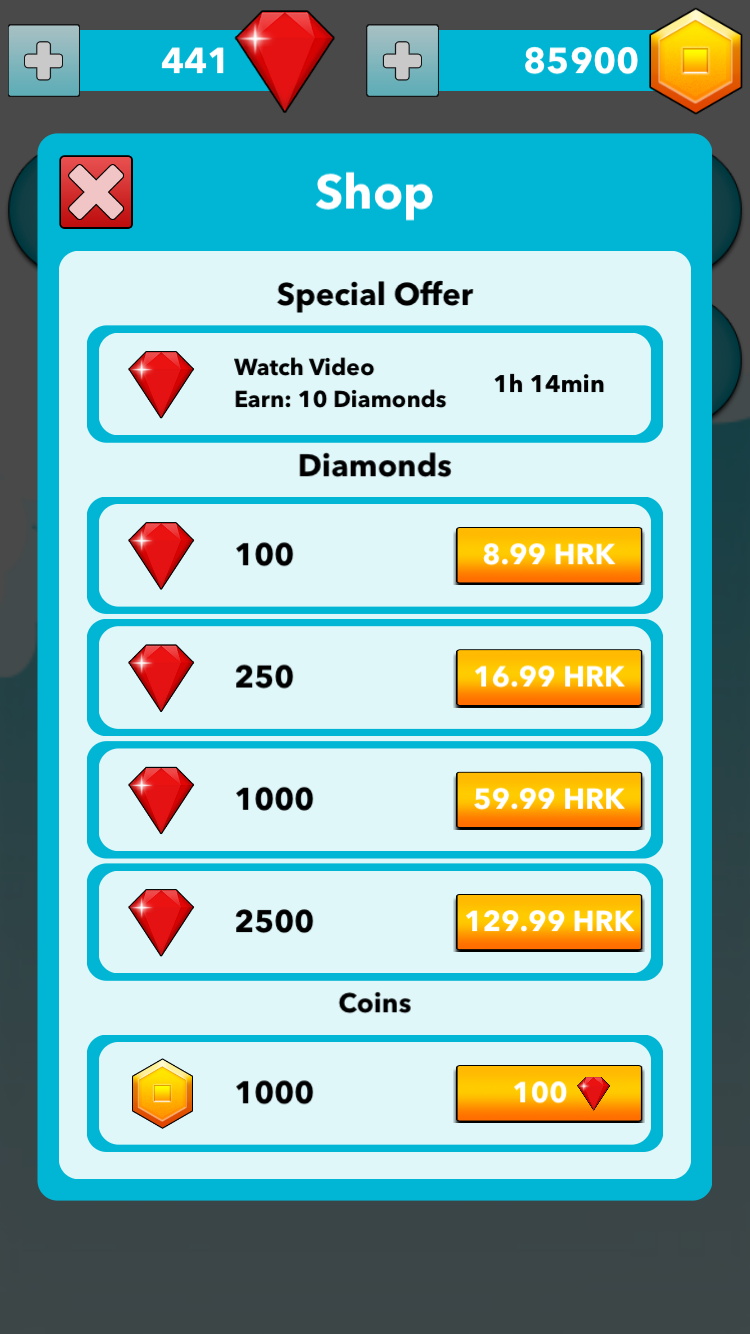 441
85900
Shop
Special Offer
Watch Video
Earn: 10 Diamonds
1h 14min
Diamonds
100
8.99 HRK
250
16.99 HRK
1000
59.99 HRK
2500
129.99 HRK
Coins
1000
100